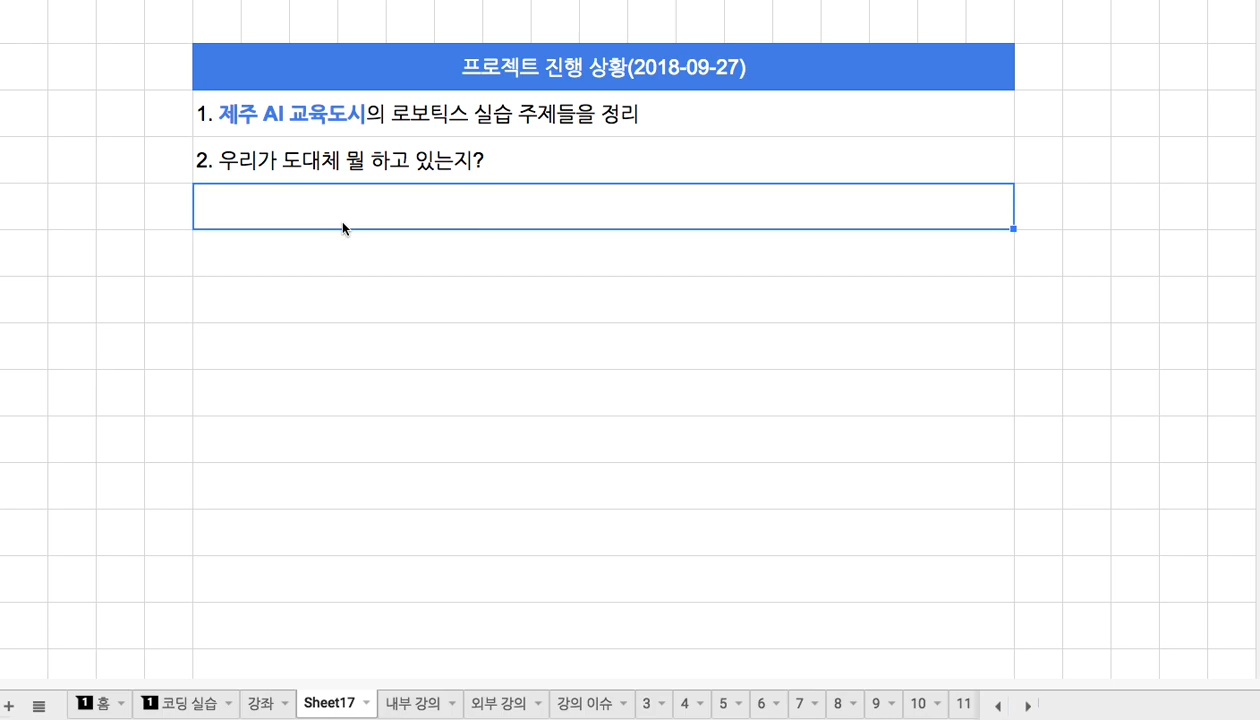 프로젝트 진행 상황(2018-09-27)
1. 제주 AI 교육도시의 로보틱스 실습 주제들을 정리
2. 우리가 도대체 뭘 하고 있는지?
+ 1 홈 1 코딩 실습 강좌 Sheet17 내부 강의 외부 강의 강의 이슈 3 4 5 6 7 8 9 10 11